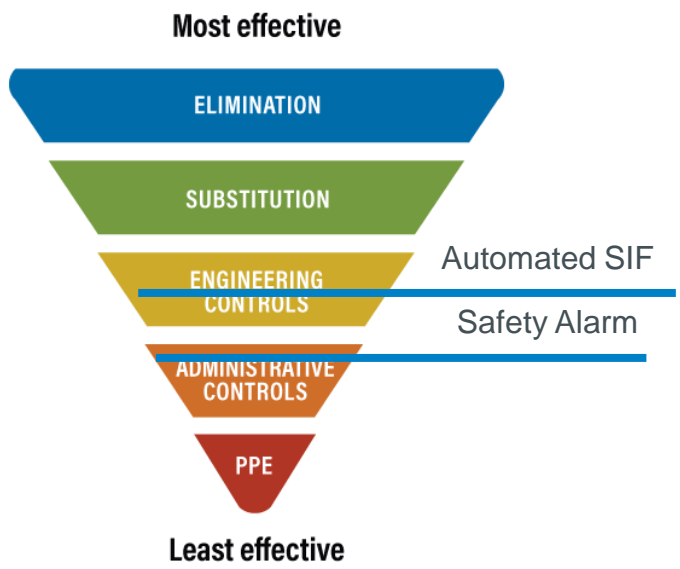 Most effective
ELIMINATION
SUBSTITUTION
Automated SIF
ENGINEERING
CONTROLS
Safety Alarm
ADMINISTRATIVE
CONTROLS
PPE
Least effective